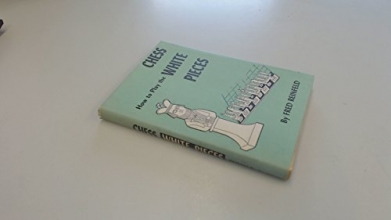 CHESS
How to Play the WHITE
PIECES
By FRED REINFELD
CHESS WHITE PIECES